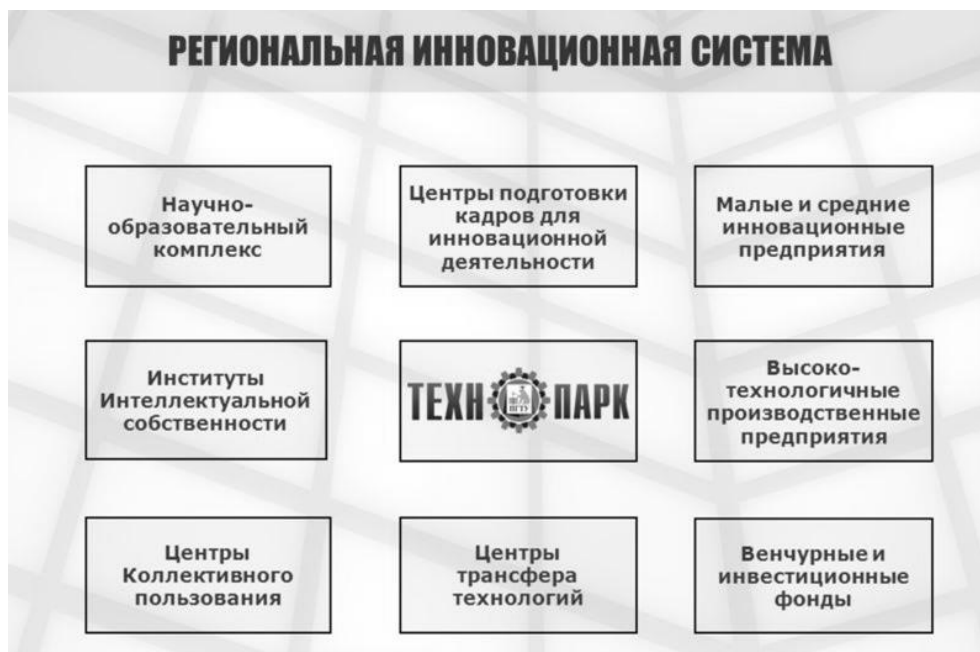 РЕГИОНАЛЬНАЯ ИННОВАЦИОННАЯ СИСТЕМА
Научно-
образовательный
комплекс
Центры подготовки
кадров для
инновационной
деятельности
Малые и средние
инновационные
предприятия
Институты
Интеллектуальной
собственности
ТЕХН ПАРК
ПГТУ
Высоко-
технологичные
производственные
предприятия
Центры
Коллективного
пользования
Центры
трансфера
технологий
Венчурные и
инвестиционные
фонды